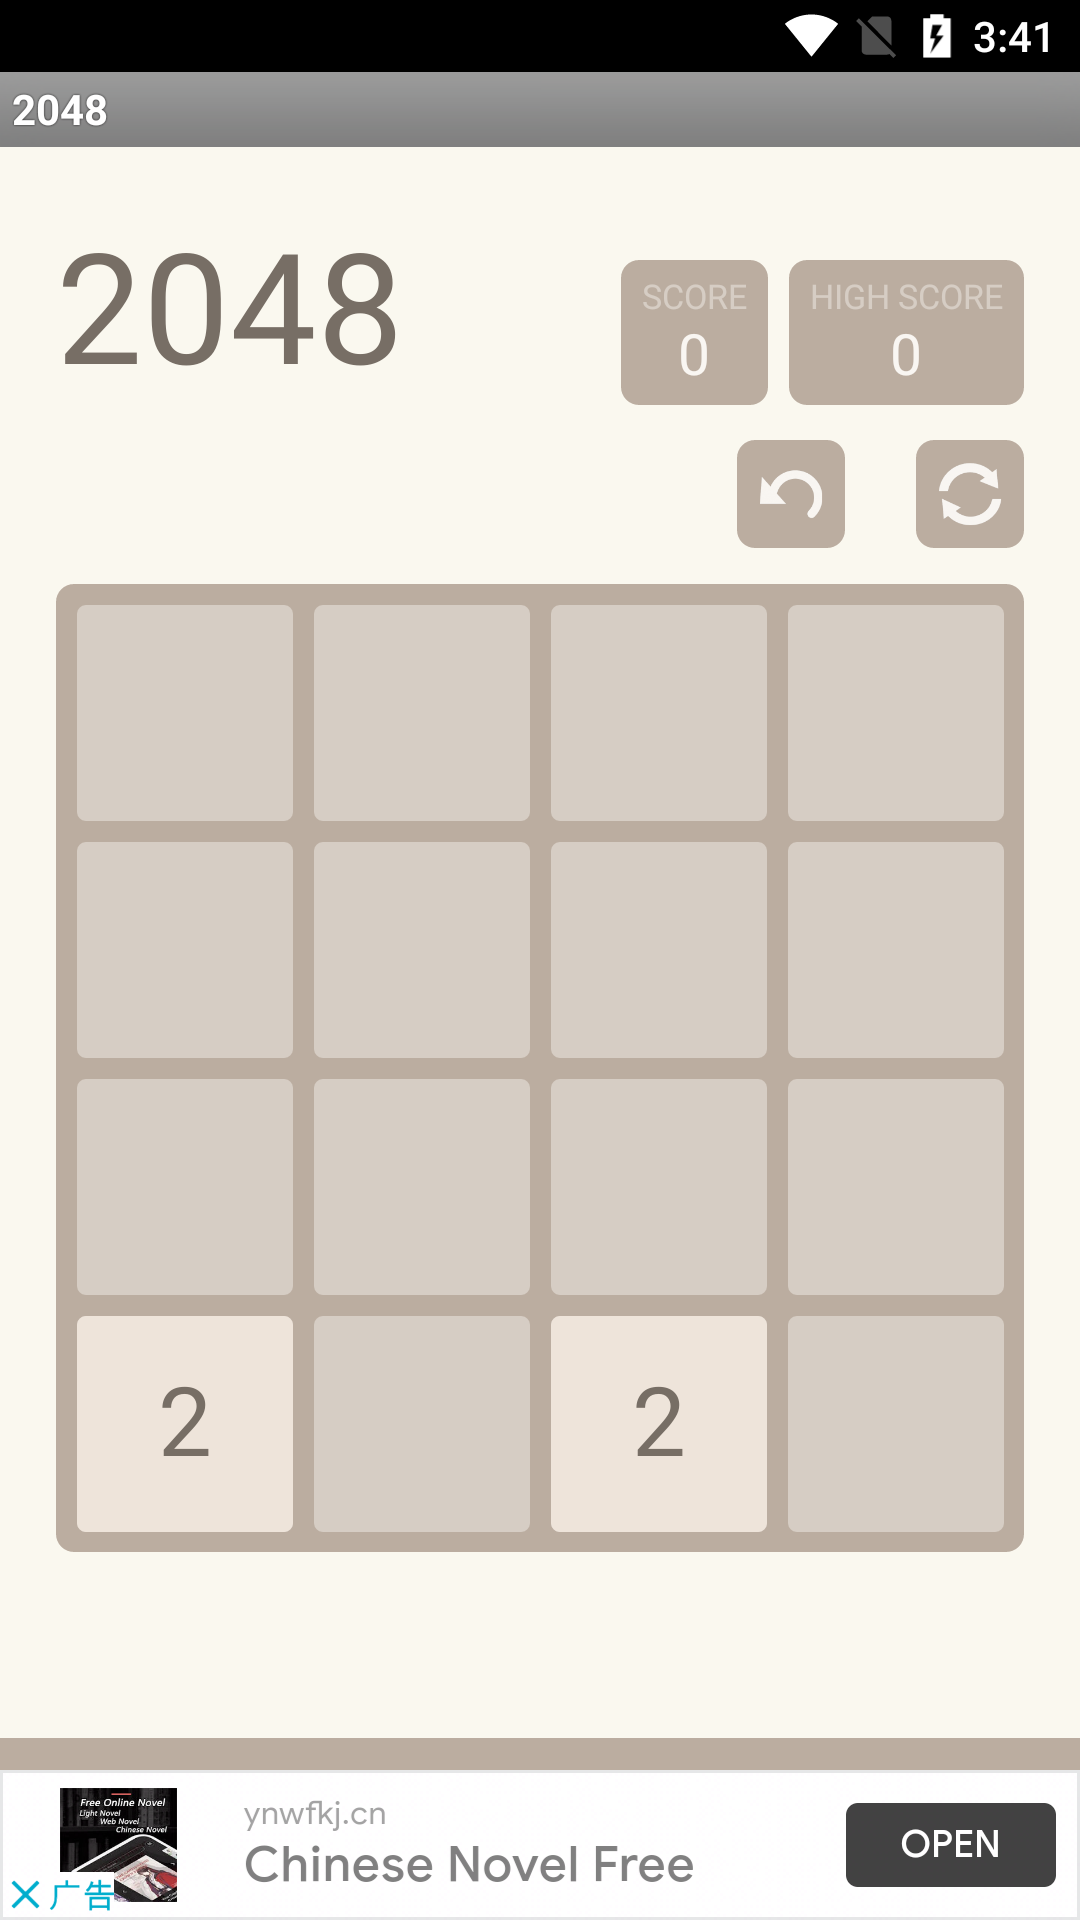 3:41
2048
2048
SCORE
0
HIGH SCORE
0
2
2
Free Online Novel
Light Novel
Web Novel
Chinese Novel
ynwfkj.cn
Chinese Novel Free
OPEN
广告